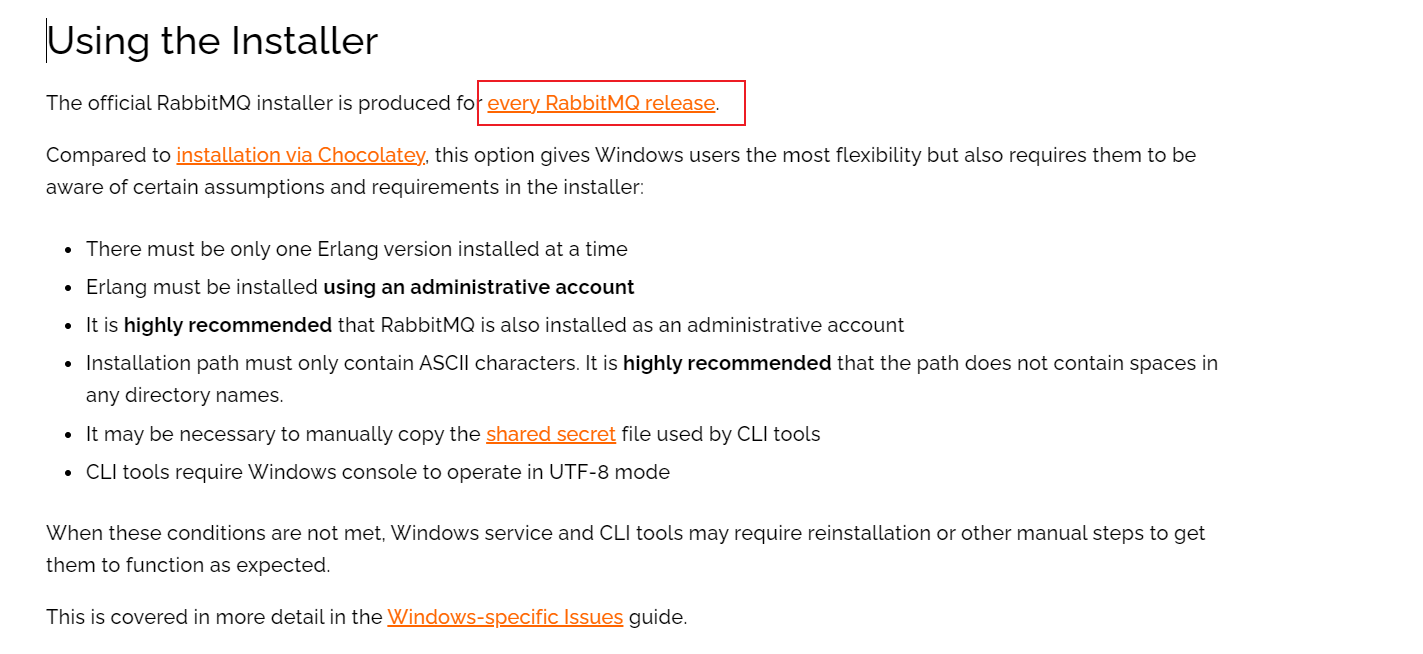 Using the Installer
The official RabbitMQ installer is produced for every RabbitMQ release.
Compared to installation via Chocolatey, this option gives Windows users the most flexibility but also requires them to be
aware of certain assumptions and requirements in the installer:
• There must be only one Erlang version installed at a time
• Erlang must be installed using an administrative account
• It is highly recommended that RabbitMQ is also installed as an administrative account
• Installation path must only contain ASCII characters. It is highly recommended that the path does not contain spaces in
any directory names.
• It may be necessary to manually copy the shared secret file used by CLI tools
• CLI tools require Windows console to operate in UTF-8 mode
When these conditions are not met, Windows service and CLI tools may require reinstallation or other manual steps to get
them to function as expected.
This is covered in more detail in the Windows-specific Issues guide.